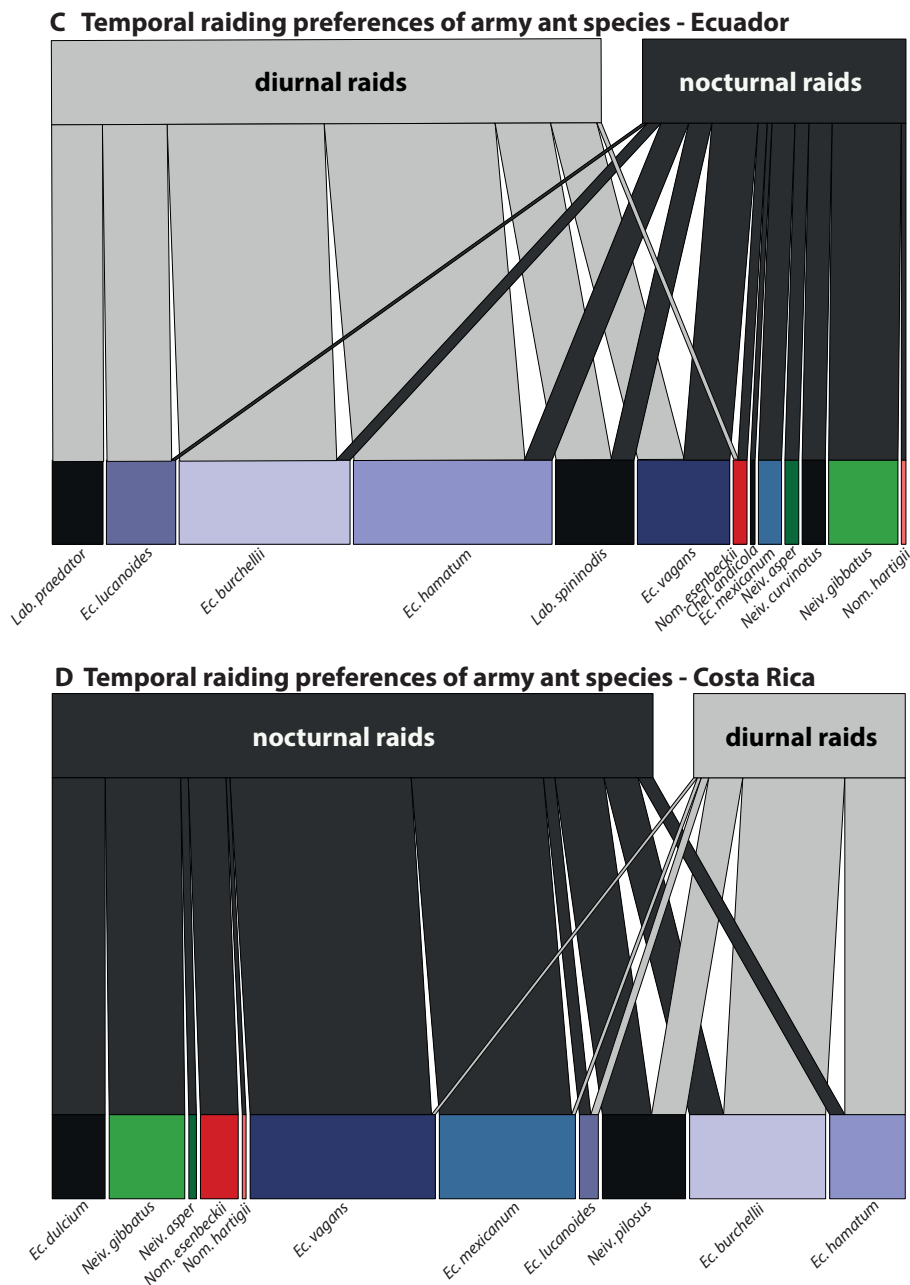 C Temporal raiding preferences of army ant species - Ecuador
diurnal raids
nocturnal raids
Lab. praedator
Ec. lucanoides
Ec. burchellii
Ec. hamatum
Lab. spininodis
Ec. vagans
Nom. esenbeckii
Chel. andicola
Ec. mexicanum
Neiv. asper
Neiv. curvinotus
Neiv. gibbatus
Nom. hartigii
D Temporal raiding preferences of army ant species - Costa Rica
nocturnal raids
diurnal raids
Ec. dulcium
Neiv. gibbatus
Neiv. asper
Nom. esenbeckii
Nom. hartigii
Ec. vagans
Ec. mexicanum
Ec. lucanoides
Neiv. pilosus
Ec. burchellii
Ec. hamatum